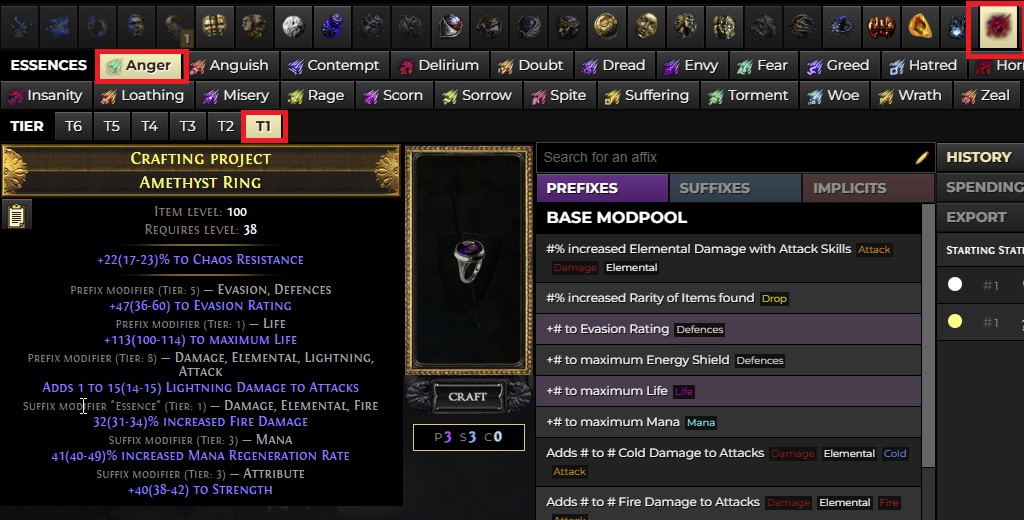 1
ESSENCES Anger Anguish Contempt Delirium Doubt Dread Envy Fear Greed Hatred Horr
Insanity Loathing Misery Rage Scorn Sorrow Spite Suffering Torment Woe Wrath Zeal
TIER T6 T5 T4 T3 T2 T1
Crafting project
Amethyst Ring
Item level: 100
Requires level: 38
+22(17-23)% to Chaos Resistance
Prefix modifier (Tier: 5) — Evasion, Defences
+47(36-60) to Evasion Rating
Prefix modifier (Tier: 1) — Life
+113(100-114) to maximum Life
Prefix modifier (Tier: 8) — Damage, Elemental, Lightning,
Attack
Adds 1 to 15(14-15) Lightning Damage to Attacks
Suffix modifier "Essence" (Tier: 1) — Damage, Elemental, Fire
32(31-34)% increased Fire Damage
Suffix modifier (Tier: 3) — Mana
41(40-49)% increased Mana Regeneration Rate
Suffix modifier (Tier: 3) — Attribute
+40(38-42) to Strength
CRAFT
P3 S3 C0
Search for an affix
PREFIXES SUFFIXES IMPLICITS
BASE MODPOOL
#% increased Elemental Damage with Attack Skills Attack
Damage Elemental
#% increased Rarity of Items found Drop
+# to Evasion Rating Defences
+# to maximum Energy Shield Defences
+# to maximum Life Life
+# to maximum Mana Mana
Adds # to # Cold Damage to Attacks Damage Elemental Cold
Attack
Adds # to # Fire Damage to Attacks Damage Elemental Fire
Attack
HISTORY
SPENDING
EXPORT
STARTING STATE
#1
#1